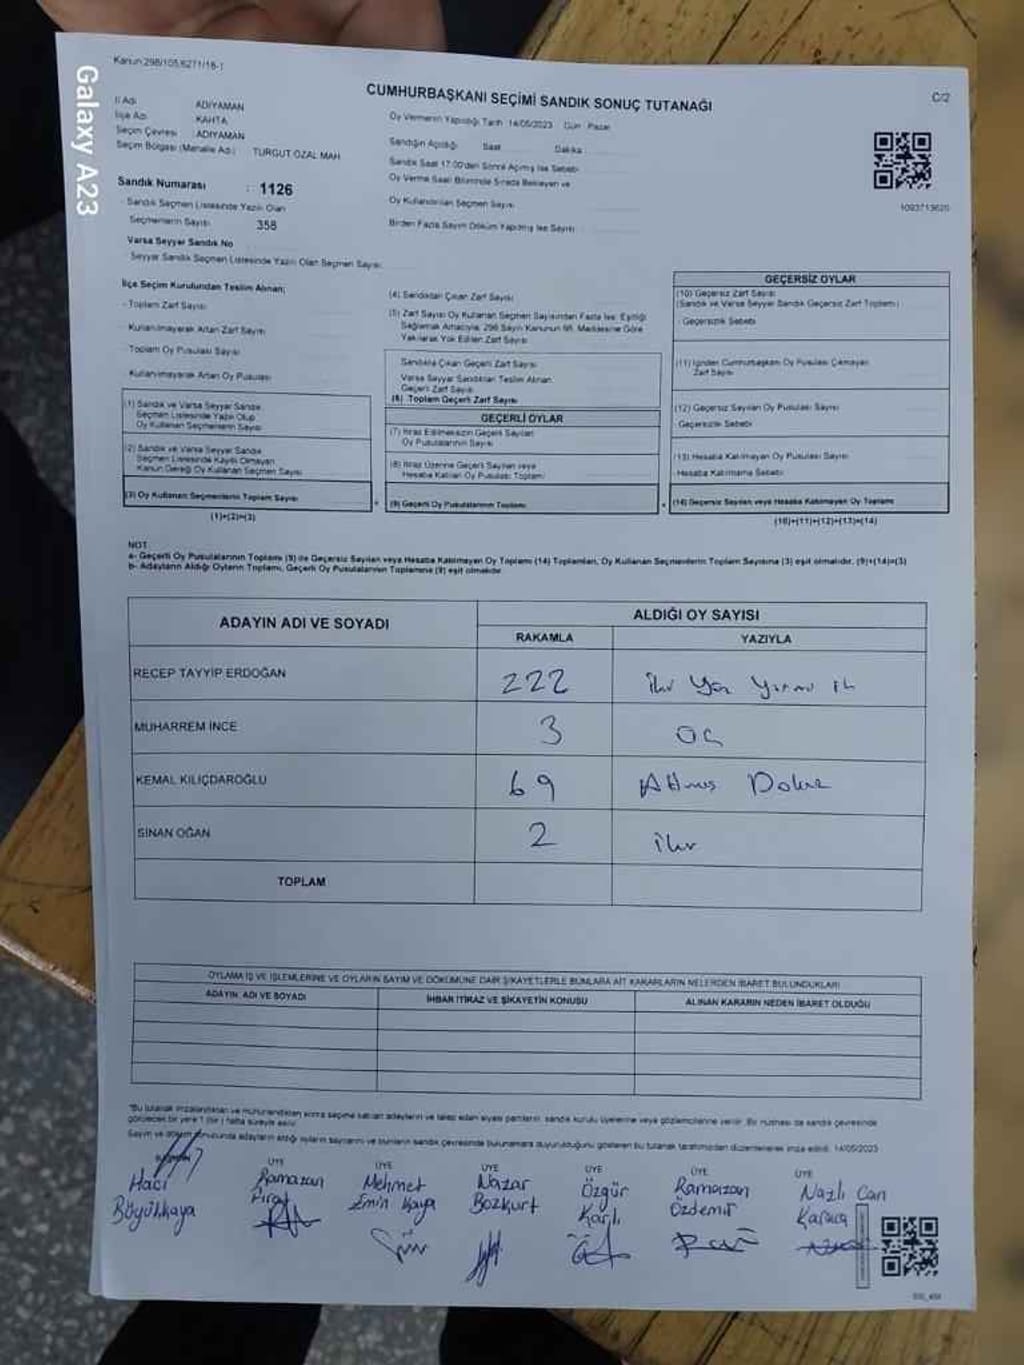 Galaxy A23
Kanun:298/105,6271/18-1
CUMHURBAŞKANI SEÇİMİ SANDIK SONUÇ TUTANAĞI
C/2
İl Adı ADIYAMAN
İlçe Adı KAHTA
Seçim Çevresi : ADIYAMAN
Seçim Bölgesi (Mahalle Adı) : TURGUT ÖZAL MAH.
Sandık Numarası : 1126
Sandık Seçmen Listesinde Yazılı Olan
Seçmenlerin Sayısı 358
Varsa Seyyar Sandık No
Seyyar Sandık Seçmen Listesinde Yazılı Olan Seçmen Sayısı
Oy Vermenin Yapıldığı Tarih 14/05/2023 Gün : Pazar
Sandığın Açıldığı Saat Dakika
Sandık Saat 17:00'den Sonra Açılmış İse Sebebi
Oy Verme Saati Bitiminde Sırada Bekleyen ve
Oy Kullandırılan Seçmen Sayısı
Birden Fazla Sayım Döküm Yapılmış İse Sayısı
1093713620
İlçe Seçim Kurulundan Teslim Alınan;
Toplam Zarf Sayısı
Kullanılmayarak Artan Zarf Sayısı
Toplam Oy Pusulası Sayısı
Kullanılmayarak Artan Oy Pusulası
(1) Sandık ve Varsa Seyyar Sandık
Seçmen Listesinde Yazılı Olup
Oy Kullanan Seçmenlerin Sayısı
(2) Sandık ve Varsa Seyyar Sandık
Seçmen Listesinde Kayıtlı Olmayan
Kanun Gereği Oy Kullanan Seçmen Sayısı
(3) Oy Kullanan Seçmenlerin Toplam Sayısı
(1)+(2)=(3)
(4) Sandıktan Çıkan Zarf Sayısı
(5) Zarf Sayısı Oy Kullanan Seçmen Sayısından Fazla İse; Eşitliği
Sağlamak Amacıyla, 298 Sayılı Kanunun 98. Maddesine Göre
Yakılarak Yok Edilen Zarf Sayısı
Sandıkta Çıkan Geçerli Zarf Sayısı
Varsa Seyyar Sandıktan Teslim Alınan
Geçerli Zarf Sayısı
(6) Toplam Geçerli Zarf Sayısı
GEÇERLİ OYLAR
(7) İtiraz Edilmeksizin Geçerli Sayılan
Oy Pusulalarının Sayısı
(8) İtiraz Üzerine Geçerli Sayılan veya
Hesaba Katılan Oy Pusulası Toplamı
(9) Geçerli Oy Pusulalarının Toplamı
GEÇERSİZ OYLAR
(10) Geçersiz Zarf Sayısı
(Sandık ve Varsa Seyyar Sandık Geçersiz Zarf Toplamı)
Geçersizlik Sebebi
(11) İçinden Cumhurbaşkanı Oy Pusulası Çıkmayan
Zarf Sayısı
(12) Geçersiz Sayılan Oy Pusulası Sayısı
Geçersizlik Sebebi
(13) Hesaba Katılmayan Oy Pusulası Sayısı
Hesaba Katılmama Sebebi
(14) Geçersiz Sayılan veya Hesaba Katılmayan Oy Toplamı
(10)+(11)+(12)+(13)=(14)
NOT
a- Geçerli Oy Pusulalarının Toplamı (9) ile Geçersiz Sayılan veya Hesaba Katılmayan Oy Toplamı (14) Toplamları, Oy Kullanan Seçmenlerin Toplam Sayısına (3) eşit olmalıdır. (9)+(14)=(3)
b- Adayların Aldığı Oyların Toplamı, Geçerli Oy Pusulalarının Toplamına (9) eşit olmalıdır.
ADAYIN ADI VE SOYADI ALDIĞI OY SAYISI
RAKAMLA YAZIYLA
RECEP TAYYİP ERDOĞAN 222 iki Yüz Yirmi iki
MUHARREM İNCE 3 Üç
KEMAL KILIÇDAROĞLU 69 Altmış Dokuz
SİNAN OĞAN 2 iki
TOPLAM
OYLAMA İŞ VE İŞLEMLERİNE VE OYLARIN SAYIM VE DÖKÜMÜNE DAİR ŞİKAYETLERLE BUNLARA AİT KARARLARIN NELERDEN İBARET BULUNDUKLARI
ADAYIN, ADI VE SOYADI İHBAR İTİRAZ VE ŞİKAYETİN KONUSU ALINAN KARARIN NEDEN İBARET OLDUĞU
*Bu tutanak imzalandıktan ve mühürlendikten sonra seçime katılan adayların ve talep eden siyasi partilerin sandık kurulu üyelerine veya gözlemcilerine verilir. Bir nüshası da sandık çevresinde
görülecek bir yere 1 (bir) hafta süreyle asılır
Sayım ve döküm sonucunda adayların aldığı oyların sayılarını ve bunların sandık çevresinde bulunanlara duyurulduğunu gösteren bu tutanak tarafımızdan düzenlenerek imza edildi. 14/05/2023
ÜYE ÜYE ÜYE ÜYE ÜYE ÜYE
Hacı Ramazan Mehmet Nazar Özgür Ramazan Nazlı Can
Büyükkaya Fırat Emin Kaya Bozkurt Karlı Özdemir Karaca